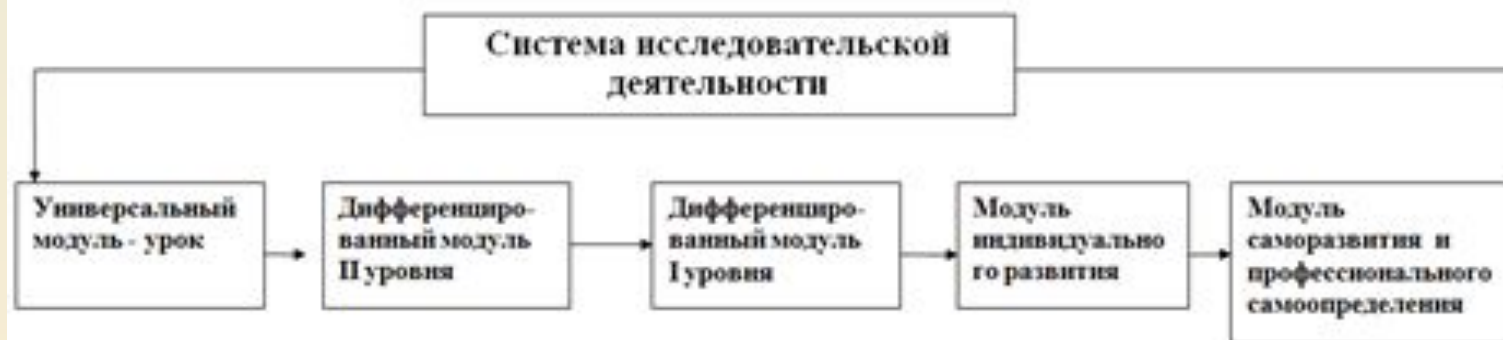 Система исследовательской
деятельности
Универсальный
модуль - урок
Дифференциро-
ванный модуль
II уровня
Дифференциро-
ванный модуль
I уровня
Модуль
индивидуально
го развития
Модуль
саморазвития и
профессионального
самоопределения